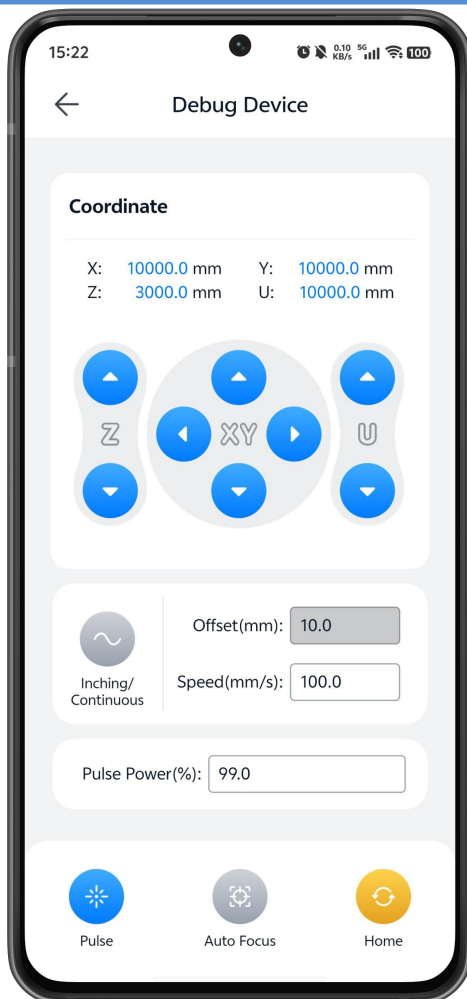 15:22
0.10 KB/s 5G 100
Debug Device
Coordinate
X: 10000.0 mm Y: 10000.0 mm
Z: 3000.0 mm U: 10000.0 mm
Z XY U
Offset(mm): 10.0
Inching/
Continuous
Speed(mm/s): 100.0
Pulse Power(%): 99.0
Pulse Auto Focus Home